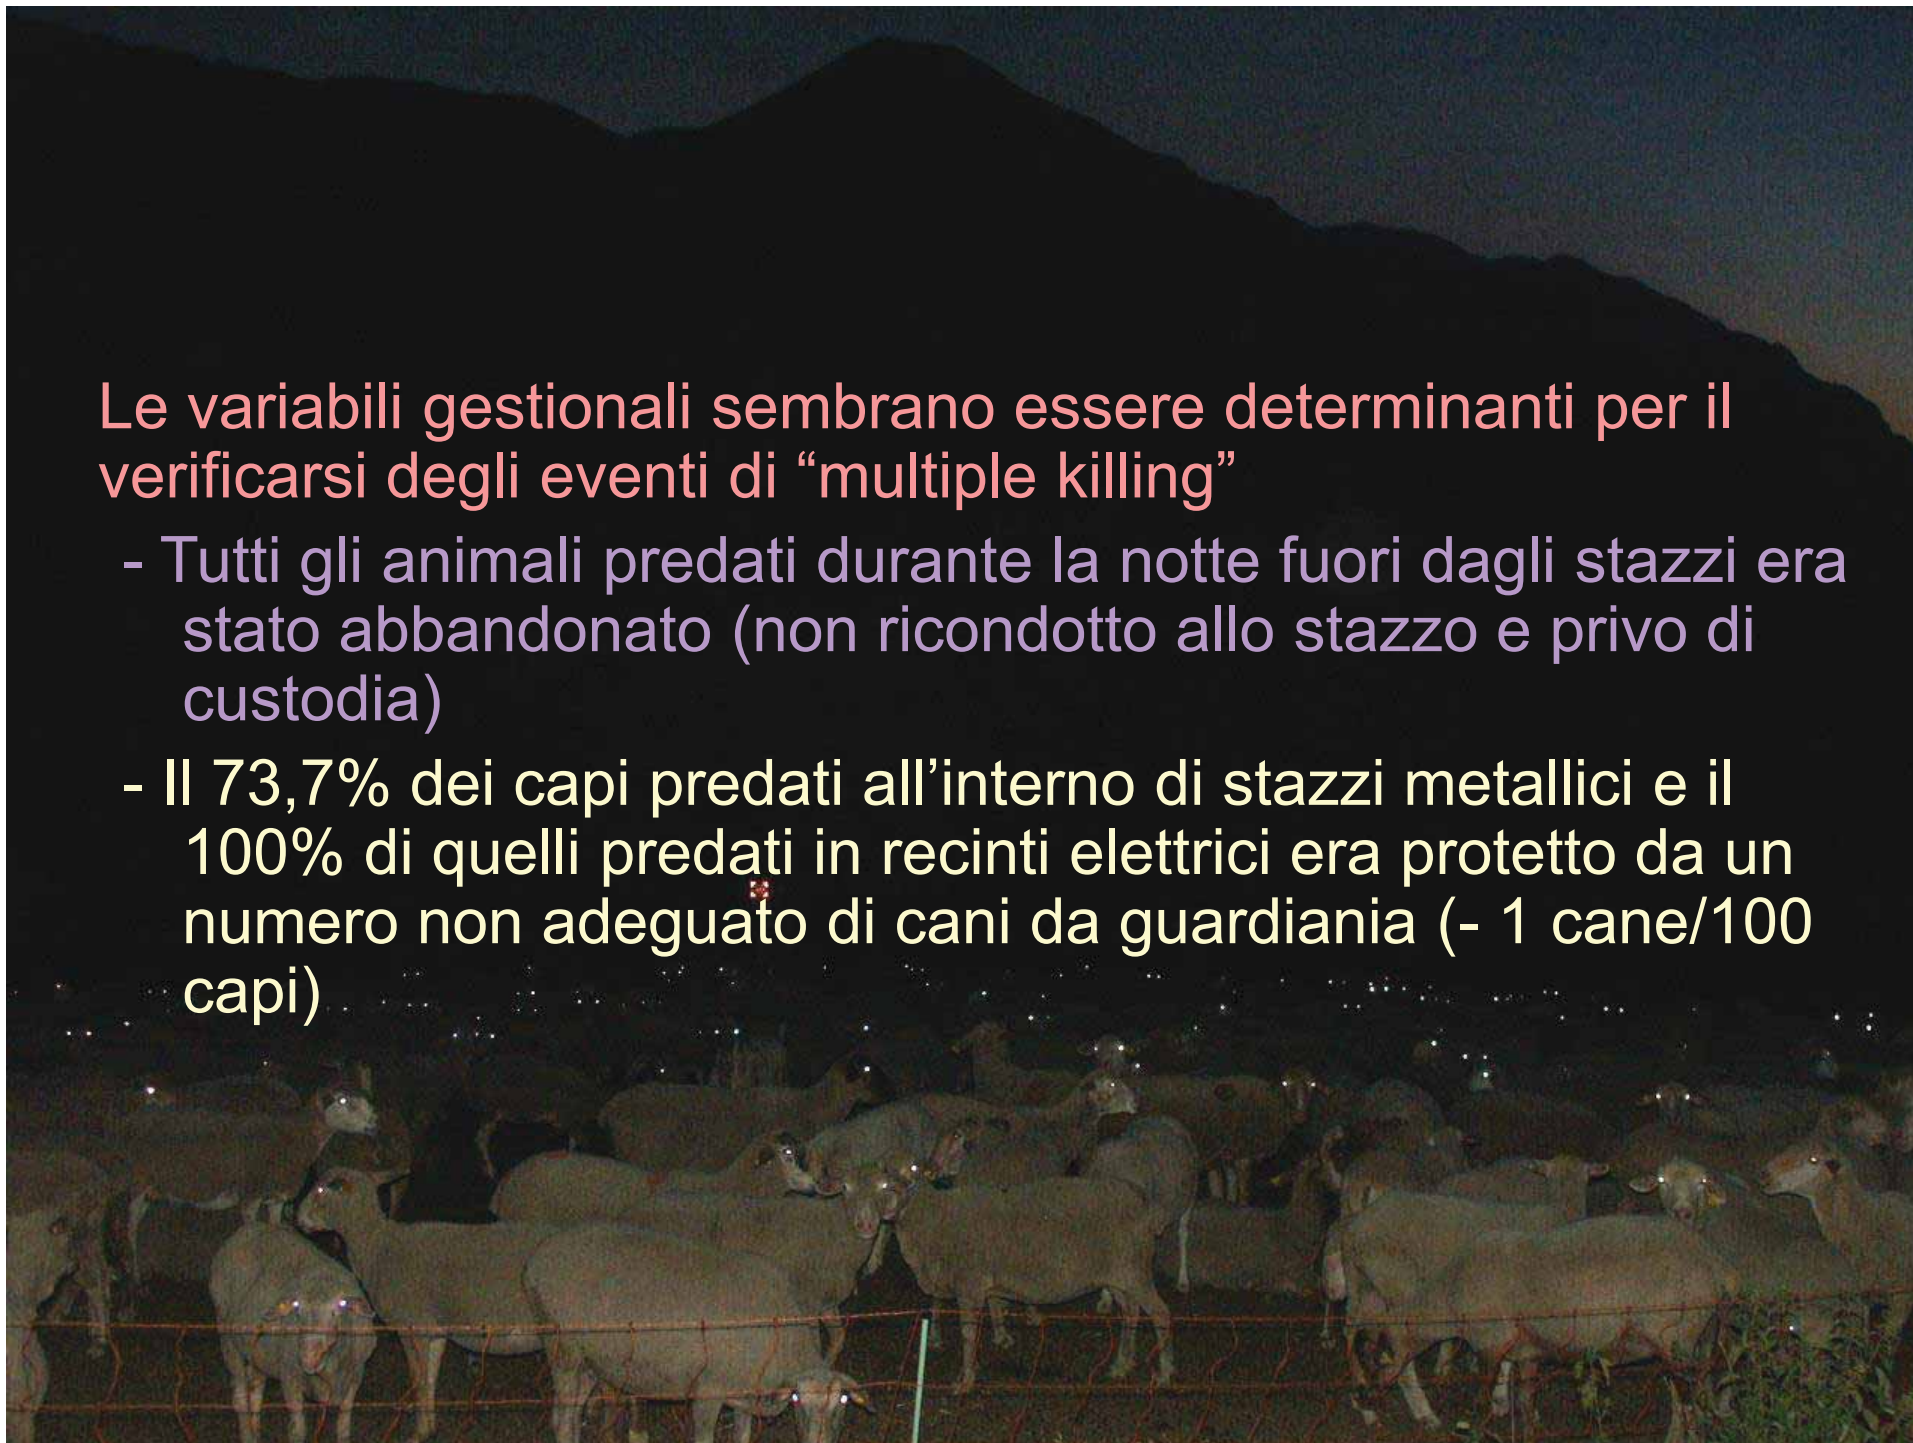 Le variabili gestionali sembrano essere determinanti per il
verificarsi degli eventi di “multiple killing”
- Tutti gli animali predati durante la notte fuori dagli stazzi era
stato abbandonato (non ricondotto allo stazzo e privo di
custodia)
- Il 73,7% dei capi predati all’interno di stazzi metallici e il
100% di quelli predati in recinti elettrici era protetto da un
numero non adeguato di cani da guardiania (- 1 cane/100
capi)